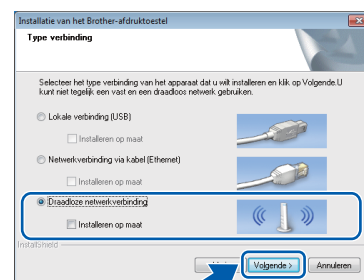 Installatie van het Brother-afdruktoestel
Type verbinding
Selecteer het type verbinding van het apparaat dat u wilt installeren en klik op Volgende.U
kunt niet tegelijk een vast en een draadloos netwerk gebruiken.
Lokale verbinding (USB)
Installeren op maat
Netwerkverbinding via kabel (Ethernet)
Installeren op maat
Draadloze netwerkverbinding
Installeren op maat
InstallShield
Volgende >
Annuleren